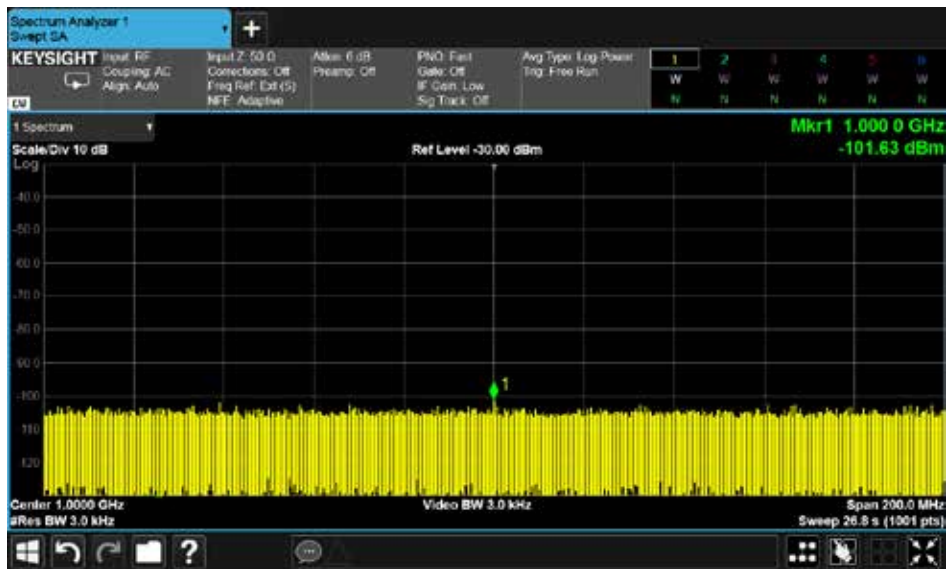 Spectrum Analyzer 1
Swept SA
+
KEYSIGHT
Input: RF
Coupling: AC
Align: Auto
Input Z: 50 Ω
Corrections: Off
Freq Ref: Ext (S)
NFE: Adaptive
Atten: 6 dB
Preamp: Off
PNO: Fast
Gate: Off
IF Gain: Low
Sig Track: Off
Avg Type: Log-Power
Trig: Free Run
1 2 3 4 5 6
W W W W W W
N N N N N N
1 Spectrum
Mkr1 1.000 0 GHz
-101.63 dBm
Scale/Div 10 dB
Ref Level -30.00 dBm
Log
-40.0
-50.0
-60.0
-70.0
-80.0
-90.0
-100
1
-110
-120
Center 1.0000 GHz
Video BW 3.0 kHz
Span 200.0 MHz
#Res BW 3.0 kHz
Sweep 26.8 s (1001 pts)
?